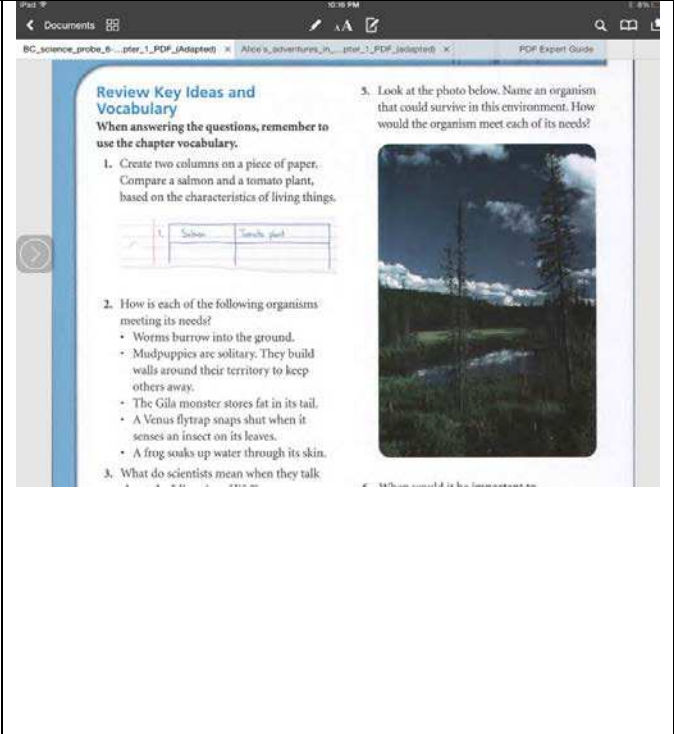 iPad
10:16 PM
Documents
AA
BC_science_probe_6-...pter_1_PDF_(Adapted) ×
Alice's_adventures_in_...pter_1_PDF_(adapted) ×
PDF Expert Guide
Review Key Ideas and
Vocabulary
When answering the questions, remember to
use the chapter vocabulary.
1. Create two columns on a piece of paper.
Compare a salmon and a tomato plant,
based on the characteristics of living things.
1. Salmon Tomato plant
2. How is each of the following organisms
meeting its needs?
• Worms burrow into the ground.
• Mudpuppies are solitary. They build
walls around their territory to keep
others away.
• The Gila monster stores fat in its tail.
• A Venus flytrap snaps shut when it
senses an insect on its leaves.
• A frog soaks up water through its skin.
3. What do scientists mean when they talk
5. Look at the photo below. Name an organism
that could survive in this environment. How
would the organism meet each of its needs?